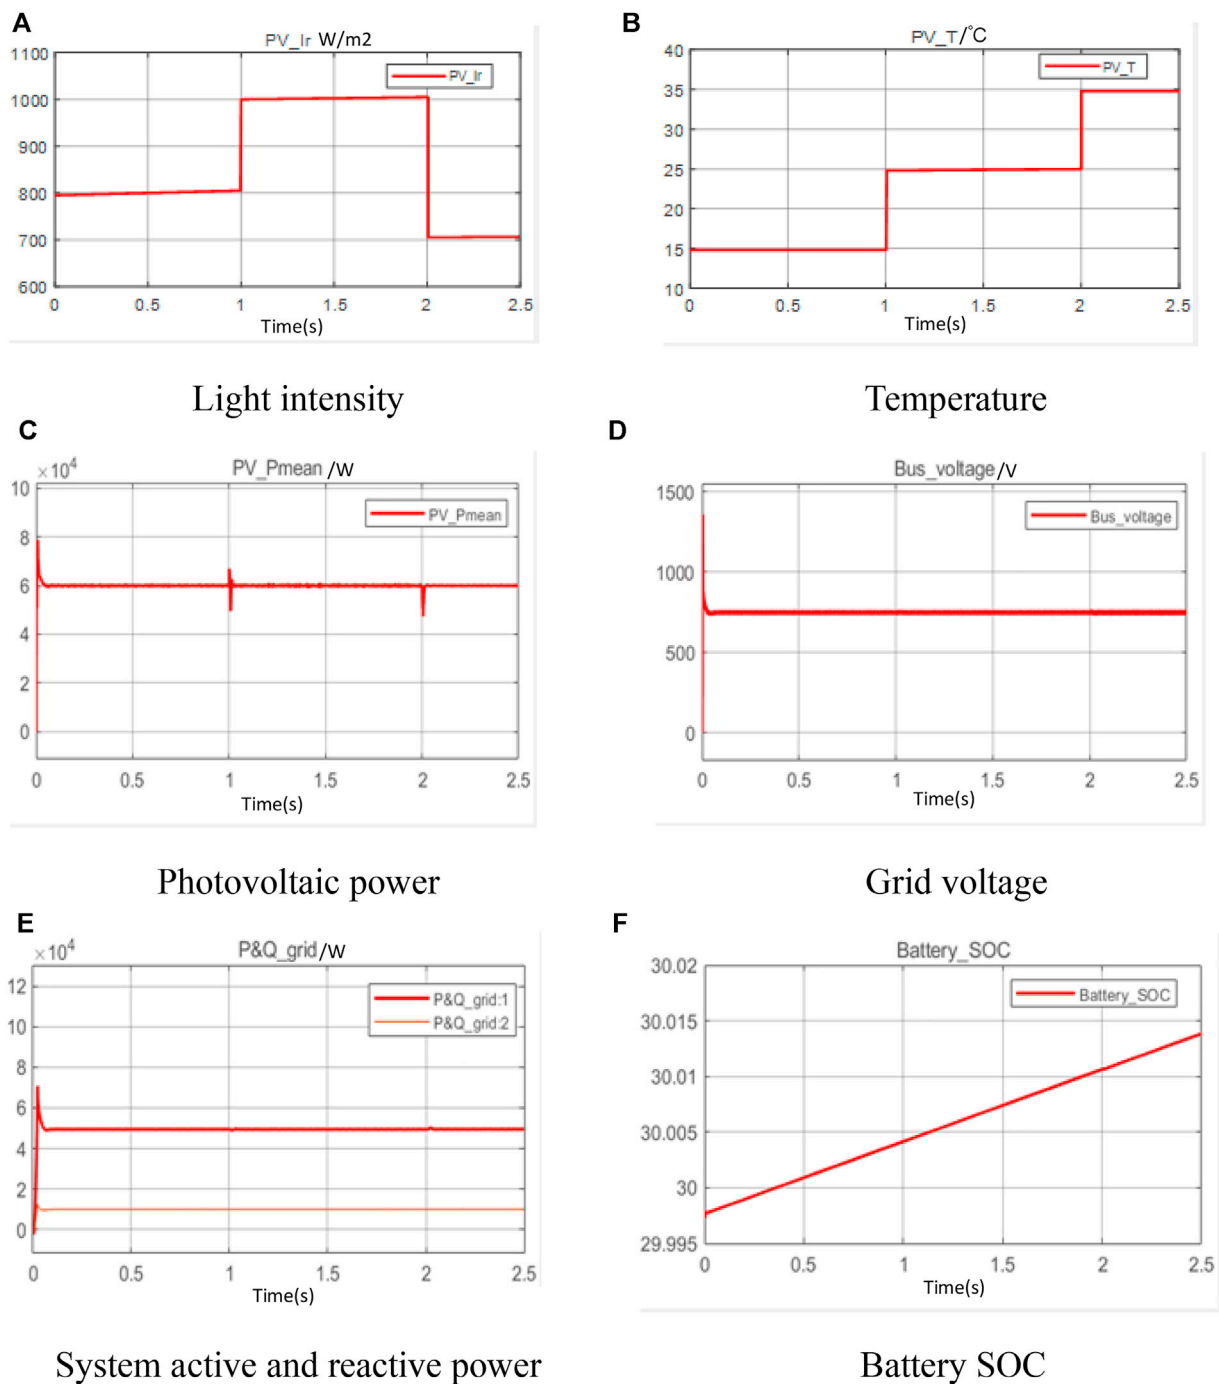 A
PV_Ir W/m2
1100
1000
900
800
700
600
PV_Ir
0 0.5 1 1.5 2 2.5
Time(s)
Light intensity
B
PV_T/°C
40
35
30
25
20
15
10
PV_T
0 0.5 1 1.5 2 2.5
Time(s)
Temperature
C
×10⁴
PV_Pmean /W
10
8
6
4
2
0
PV_Pmean
0 0.5 1 1.5 2 2.5
Time(s)
Photovoltaic power
D
Bus_voltage/V
1500
1000
500
0
Bus_voltage
0 0.5 1 1.5 2 2.5
Time(s)
Grid voltage
E
×10⁴
P&Q_grid/W
12
10
8
6
4
2
0
P&Q_grid:1
P&Q_grid:2
0 0.5 1 1.5 2 2.5
Time(s)
System active and reactive power
F
Battery_SOC
30.02
30.015
30.01
30.005
30
29.995
Battery_SOC
0 0.5 1 1.5 2 2.5
Time(s)
Battery SOC